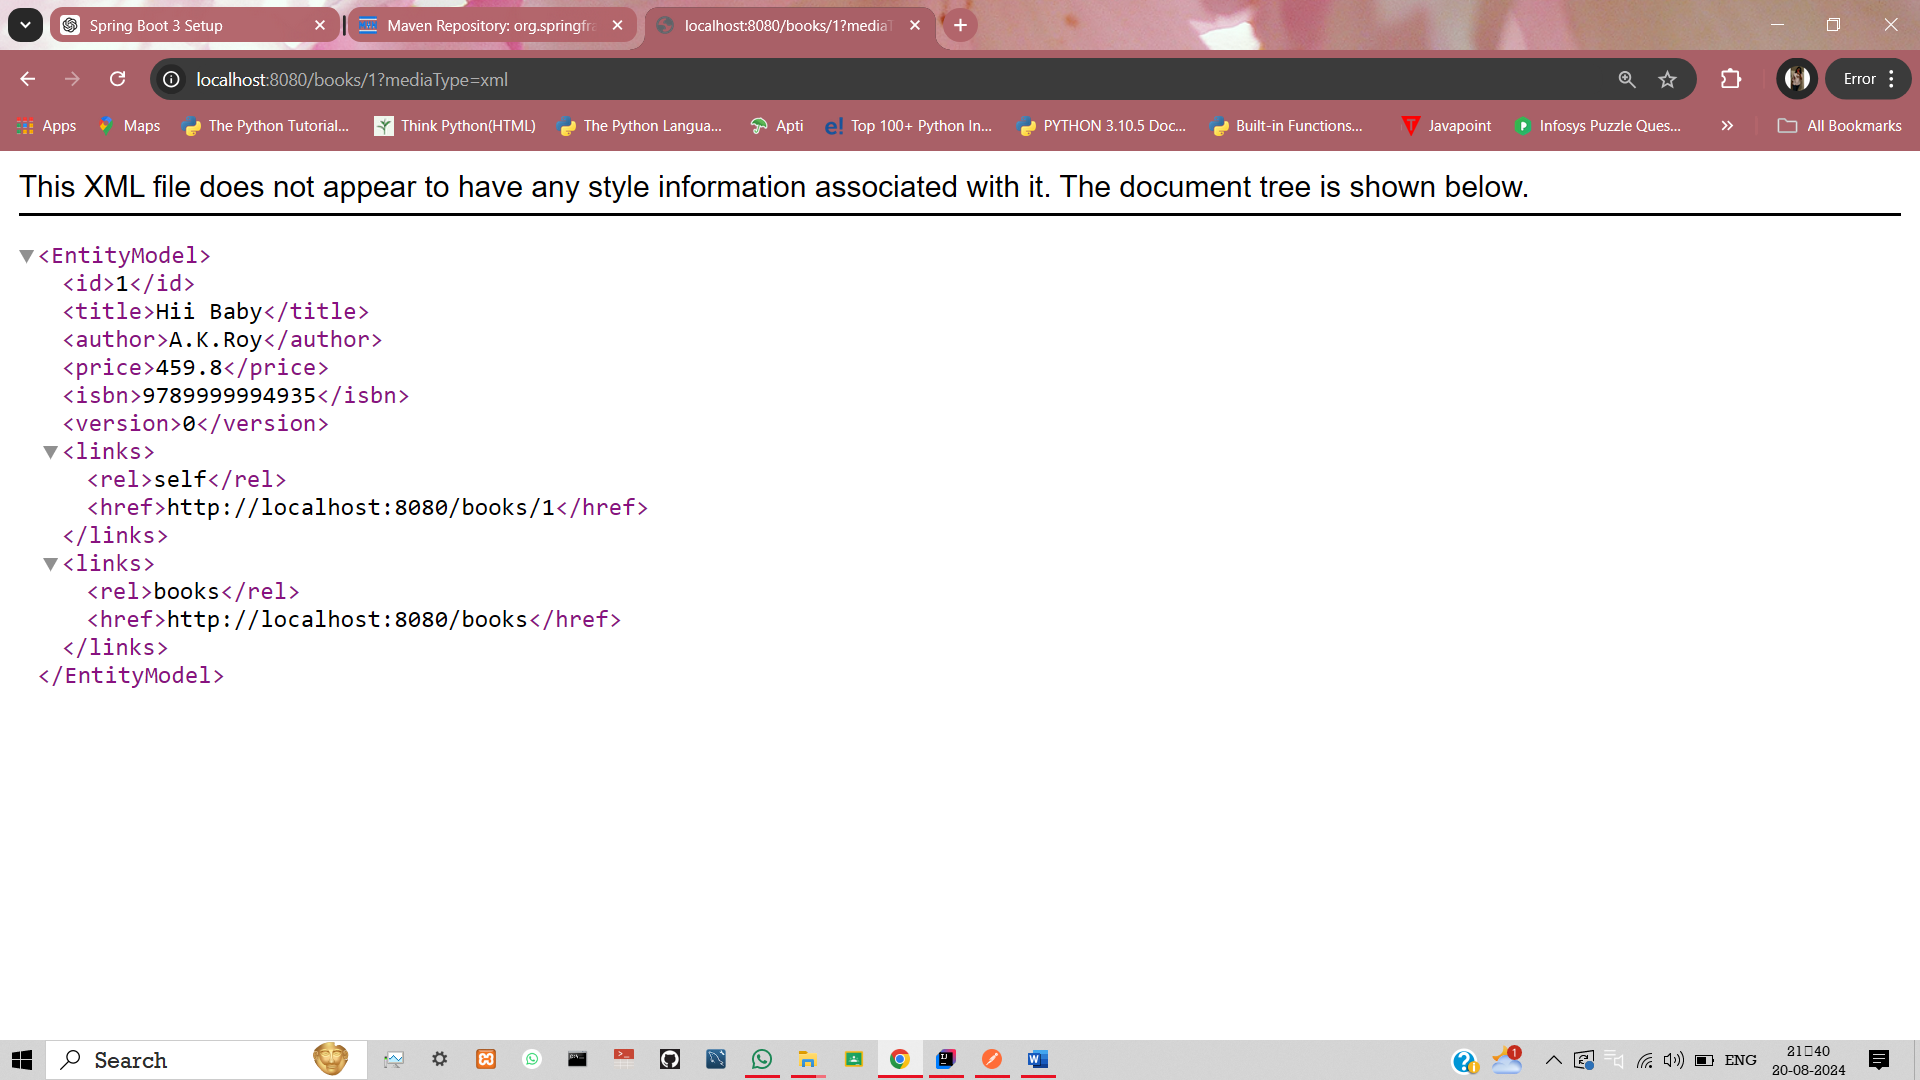 Spring Boot 3 Setup
Maven Repository: org.springfra
localhost:8080/books/1?mediaT
localhost:8080/books/1?mediaType=xml
Error
Apps
Maps
The Python Tutorial...
Think Python(HTML)
The Python Langua...
Apti
e! Top 100+ Python In...
PYTHON 3.10.5 Doc...
Built-in Functions...
Javapoint
Infosys Puzzle Ques...
All Bookmarks
This XML file does not appear to have any style information associated with it. The document tree is shown below.
<EntityModel>
<id>1</id>
<title>Hii Baby</title>
<author>A.K.Roy</author>
<price>459.8</price>
<isbn>9789999994935</isbn>
<version>0</version>
<links>
<rel>self</rel>
<href>http://localhost:8080/books/1</href>
</links>
<links>
<rel>books</rel>
<href>http://localhost:8080/books</href>
</links>
</EntityModel>
Search
1
ENG
21:40
20-08-2024